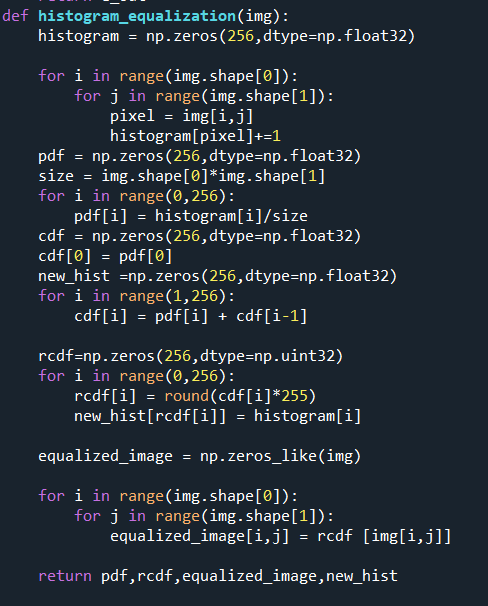 def histogram_equalization(img):
    histogram = np.zeros(256,dtype=np.float32)
    for i in range(img.shape[0]):
        for j in range(img.shape[1]):
            pixel = img[i,j]
            histogram[pixel]+=1
    pdf = np.zeros(256,dtype=np.float32)
    size = img.shape[0]*img.shape[1]
    for i in range(0,256):
        pdf[i] = histogram[i]/size
    cdf = np.zeros(256,dtype=np.float32)
    cdf[0] = pdf[0]
    new_hist =np.zeros(256,dtype=np.float32)
    for i in range(1,256):
        cdf[i] = pdf[i] + cdf[i-1]
    rcdf=np.zeros(256,dtype=np.uint32)
    for i in range(0,256):
        rcdf[i] = round(cdf[i]*255)
        new_hist[rcdf[i]] = histogram[i]
    equalized_image = np.zeros_like(img)
    for i in range(img.shape[0]):
        for j in range(img.shape[1]):
            equalized_image[i,j] = rcdf [img[i,j]]
    return pdf,rcdf,equalized_image,new_hist